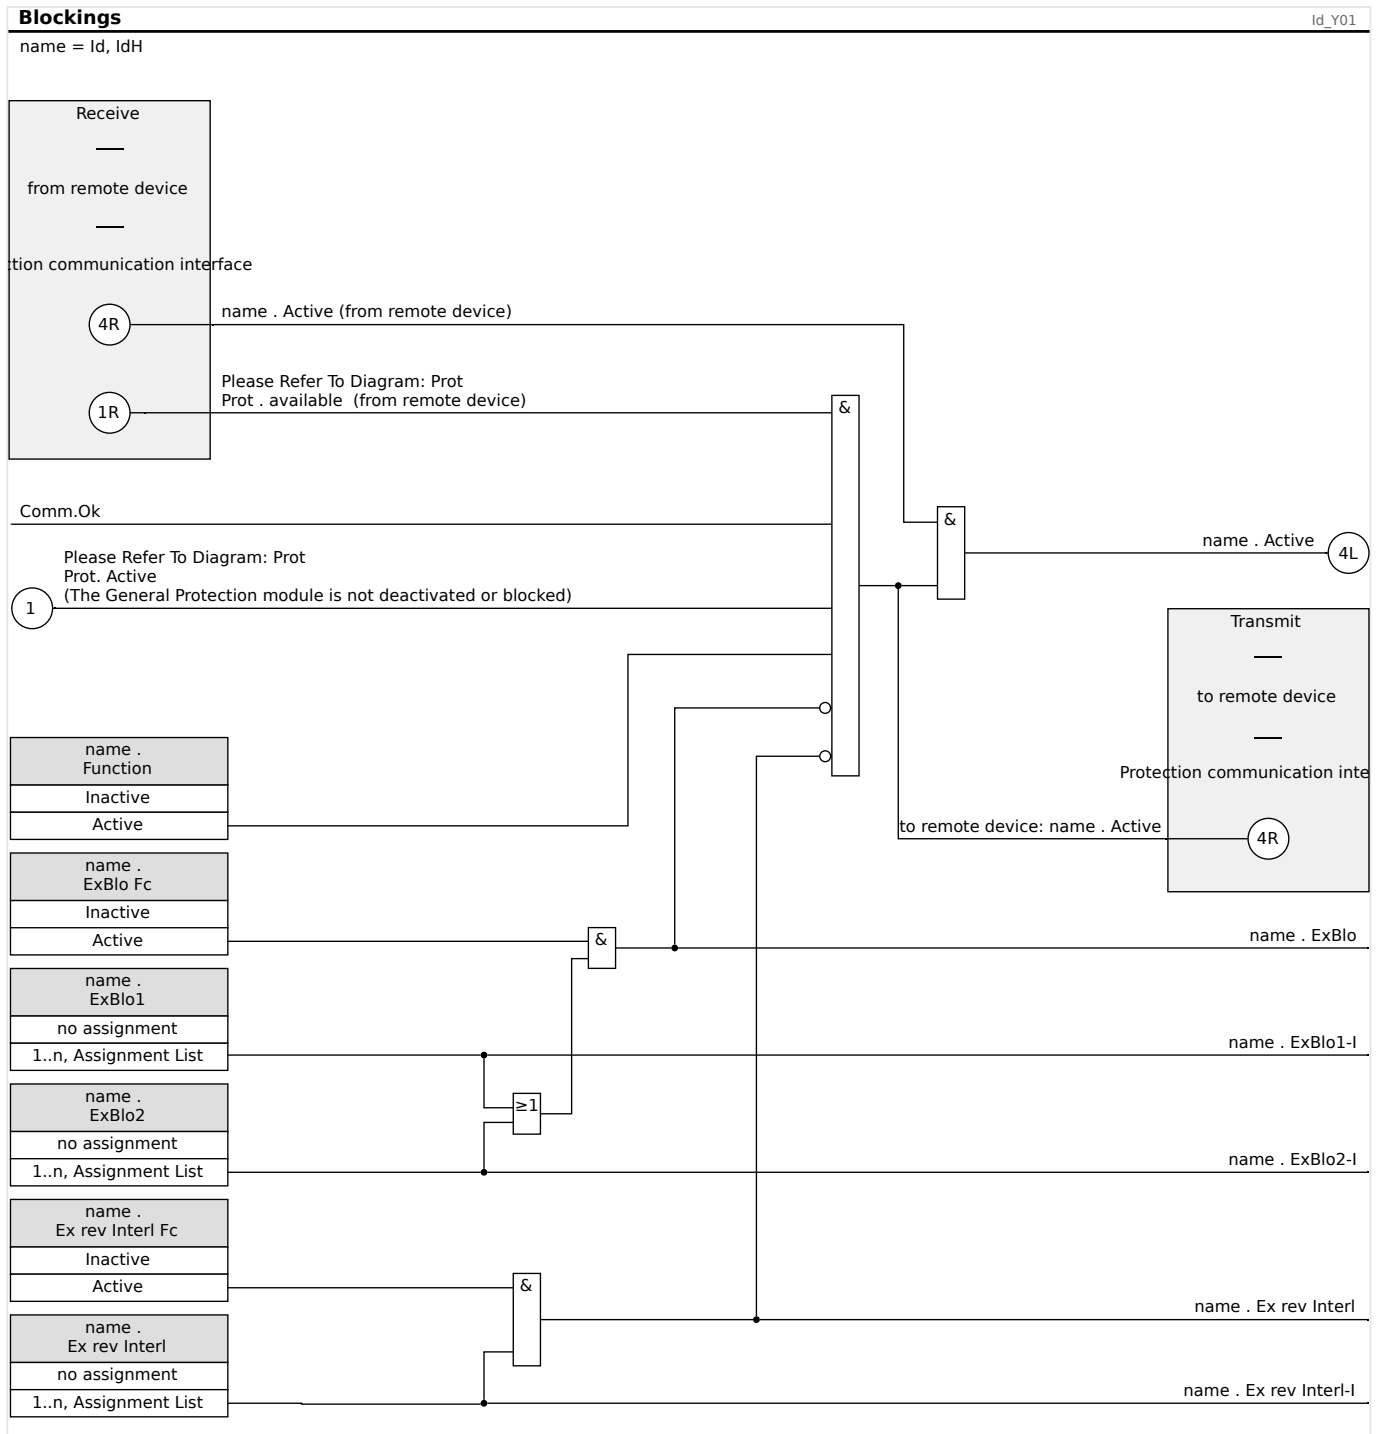 Blockings
Id_Y01
name = Id, IdH
Receive
from remote device
ction communication interface
4R
name . Active (from remote device)
1R
Please Refer To Diagram: Prot
Prot . available  (from remote device)
&
Comm.Ok
&
name . Active
4L
1
Please Refer To Diagram: Prot
Prot. Active
(The General Protection module is not deactivated or blocked)
Transmit
to remote device
Protection communication inte
to remote device: name . Active
4R
name .
Function
Inactive
Active
name .
ExBlo Fc
Inactive
Active
&
name . ExBlo
name .
ExBlo1
no assignment
1..n, Assignment List
name . ExBlo1-I
≥1
name .
ExBlo2
no assignment
1..n, Assignment List
name . ExBlo2-I
name .
Ex rev Interl Fc
Inactive
Active
&
name . Ex rev Interl
name .
Ex rev Interl
no assignment
1..n, Assignment List
name . Ex rev Interl-I